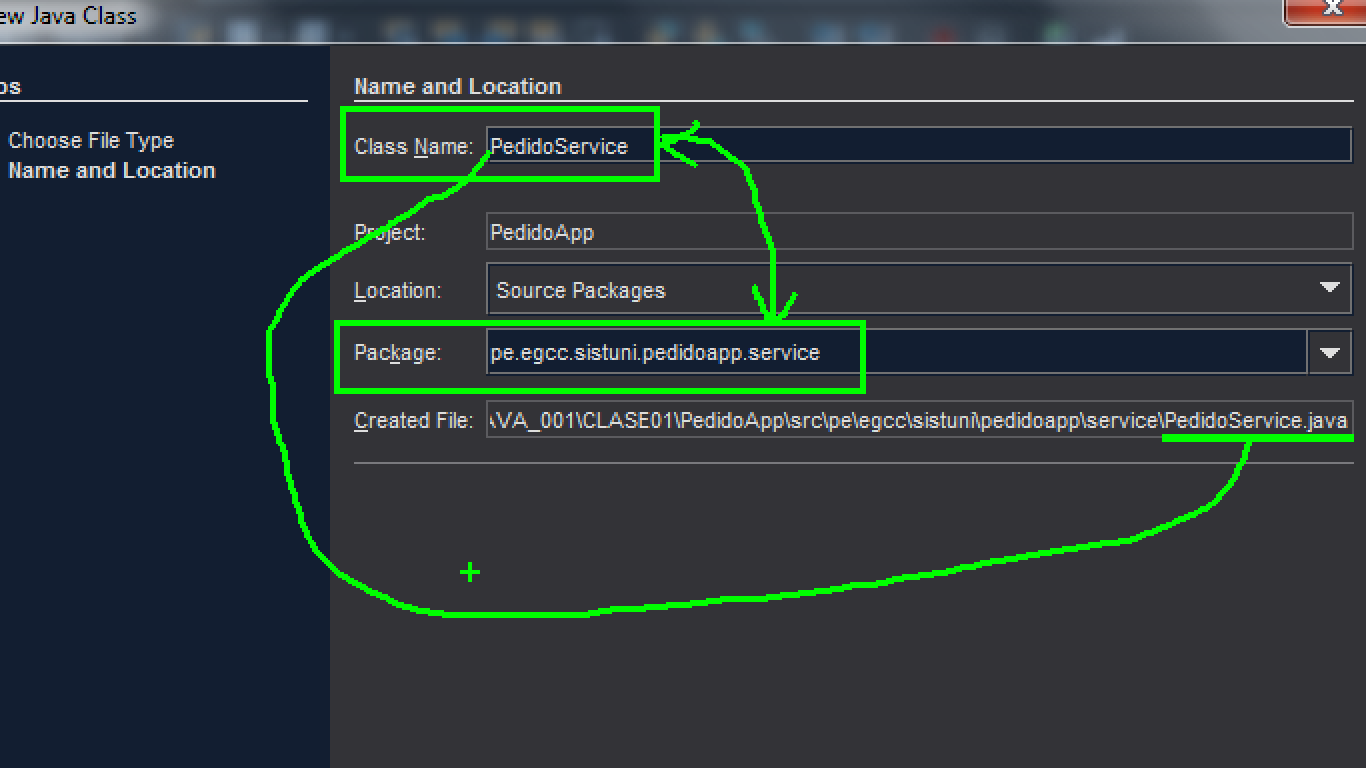 ew Java Class
os
Choose File Type
Name and Location
Name and Location
Class Name: PedidoService
Project: PedidoApp
Location: Source Packages
Package: pe.egcc.sistuni.pedidoapp.service
Created File: AVA_001\CLASE01\PedidoApp\src\pe\egcc\sistuni\pedidoapp\service\PedidoService.java